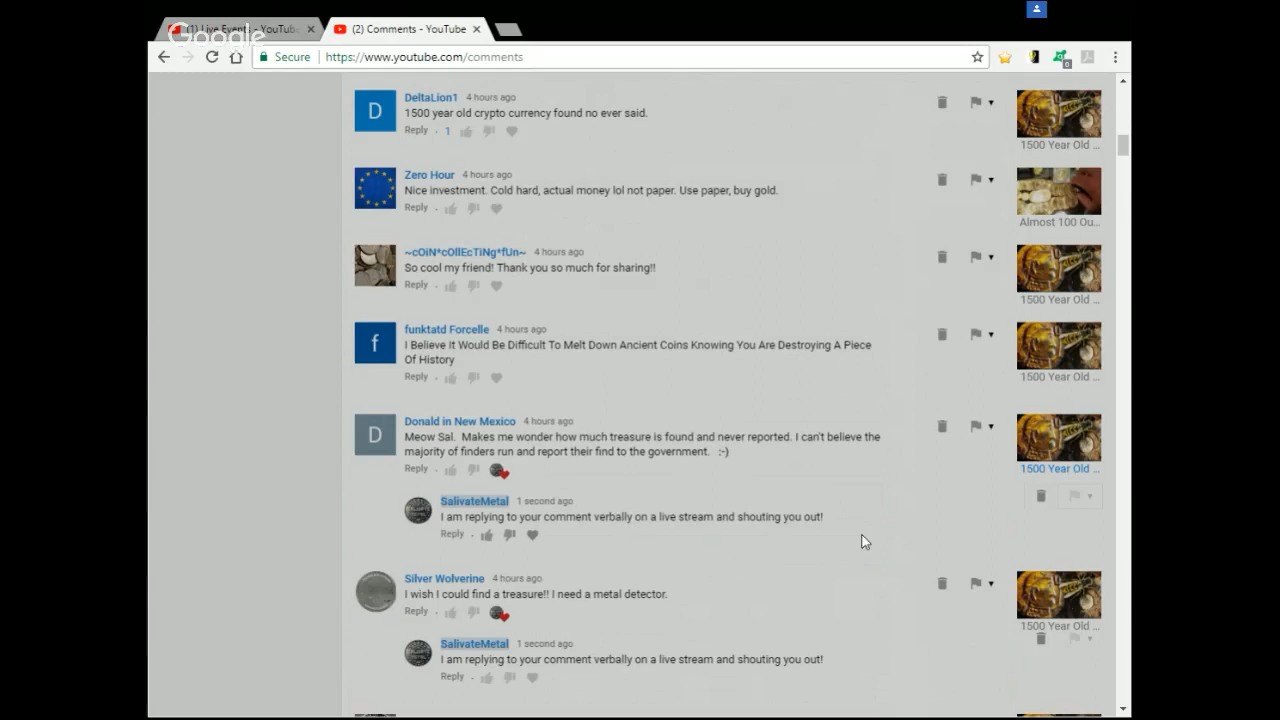 (1) Live Events - YouTube
(2) Comments - YouTube
Google
Secure
https://www.youtube.com/comments
0
D
DeltaLion1 4 hours ago
1500 year old crypto currency found no ever said.
Reply . 1
1500 Year Old ...
Zero Hour 4 hours ago
Nice investment. Cold hard, actual money lol not paper. Use paper, buy gold.
Reply .
Almost 100 Ou...
~cOiN*cOllEcTiNg*fUn~ 4 hours ago
So cool my friend! Thank you so much for sharing!!
Reply .
1500 Year Old ...
f
funktatd Forcelle 4 hours ago
I Believe It Would Be Difficult To Melt Down Ancient Coins Knowing You Are Destroying A Piece
Of History
Reply .
1500 Year Old ...
D
Donald in New Mexico 4 hours ago
Meow Sal. Makes me wonder how much treasure is found and never reported. I can't believe the
majority of finders run and report their find to the government. :-)
Reply .
1500 Year Old ...
SalivateMetal 1 second ago
I am replying to your comment verbally on a live stream and shouting you out!
Reply .
Silver Wolverine 4 hours ago
I wish I could find a treasure!! I need a metal detector.
Reply .
1500 Year Old ...
SalivateMetal 1 second ago
I am replying to your comment verbally on a live stream and shouting you out!
Reply .